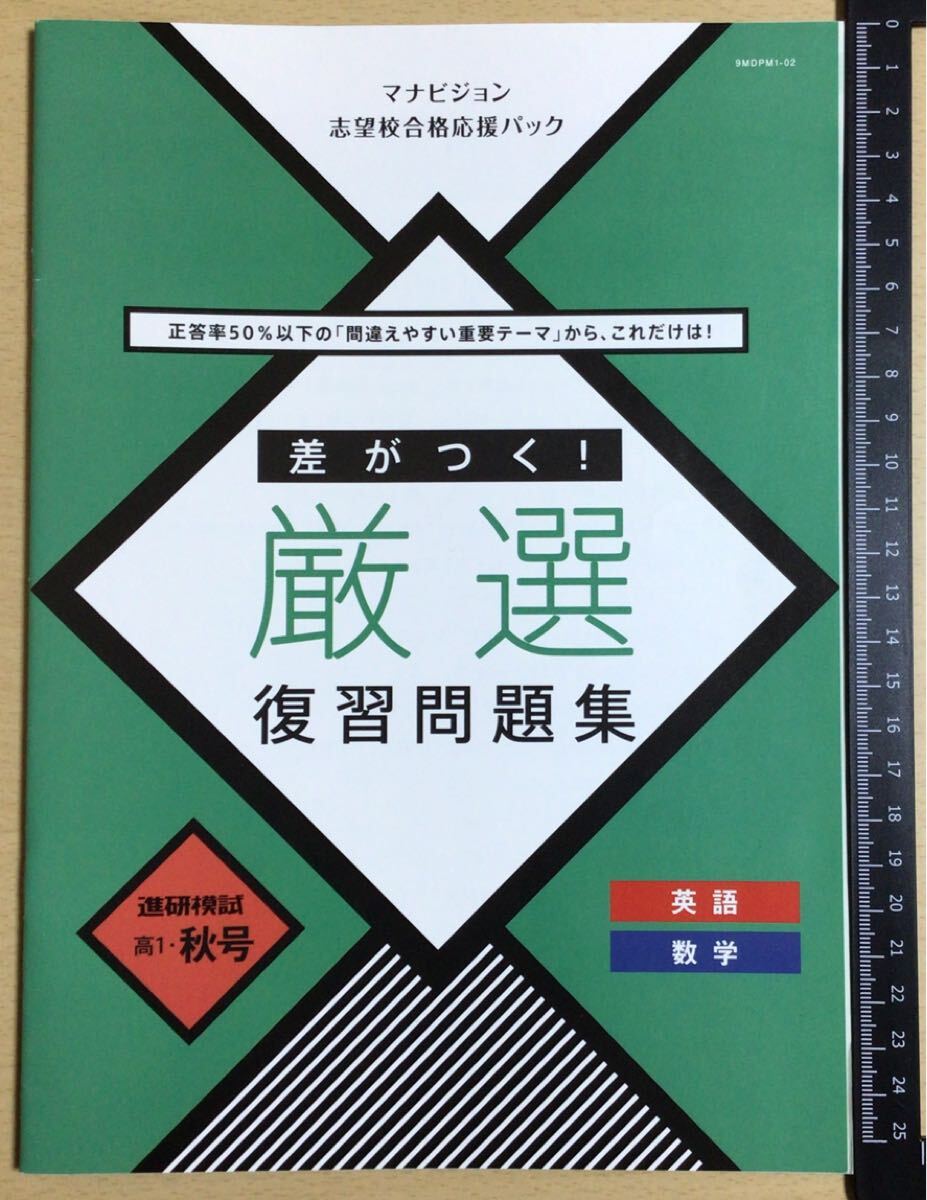 9MDPM1-02
マナビジョン
志望校合格応援パック
正答率50%以下の「間違えやすい重要テーマ」から、これだけは!
差がつく!
厳選
復習問題集
進研模試
高1・秋号
英語
数学
0
1
2
3
4
5
6
7
8
9
10
11
12
13
14
15
16
17
18
19
20
21
22
23
24
25